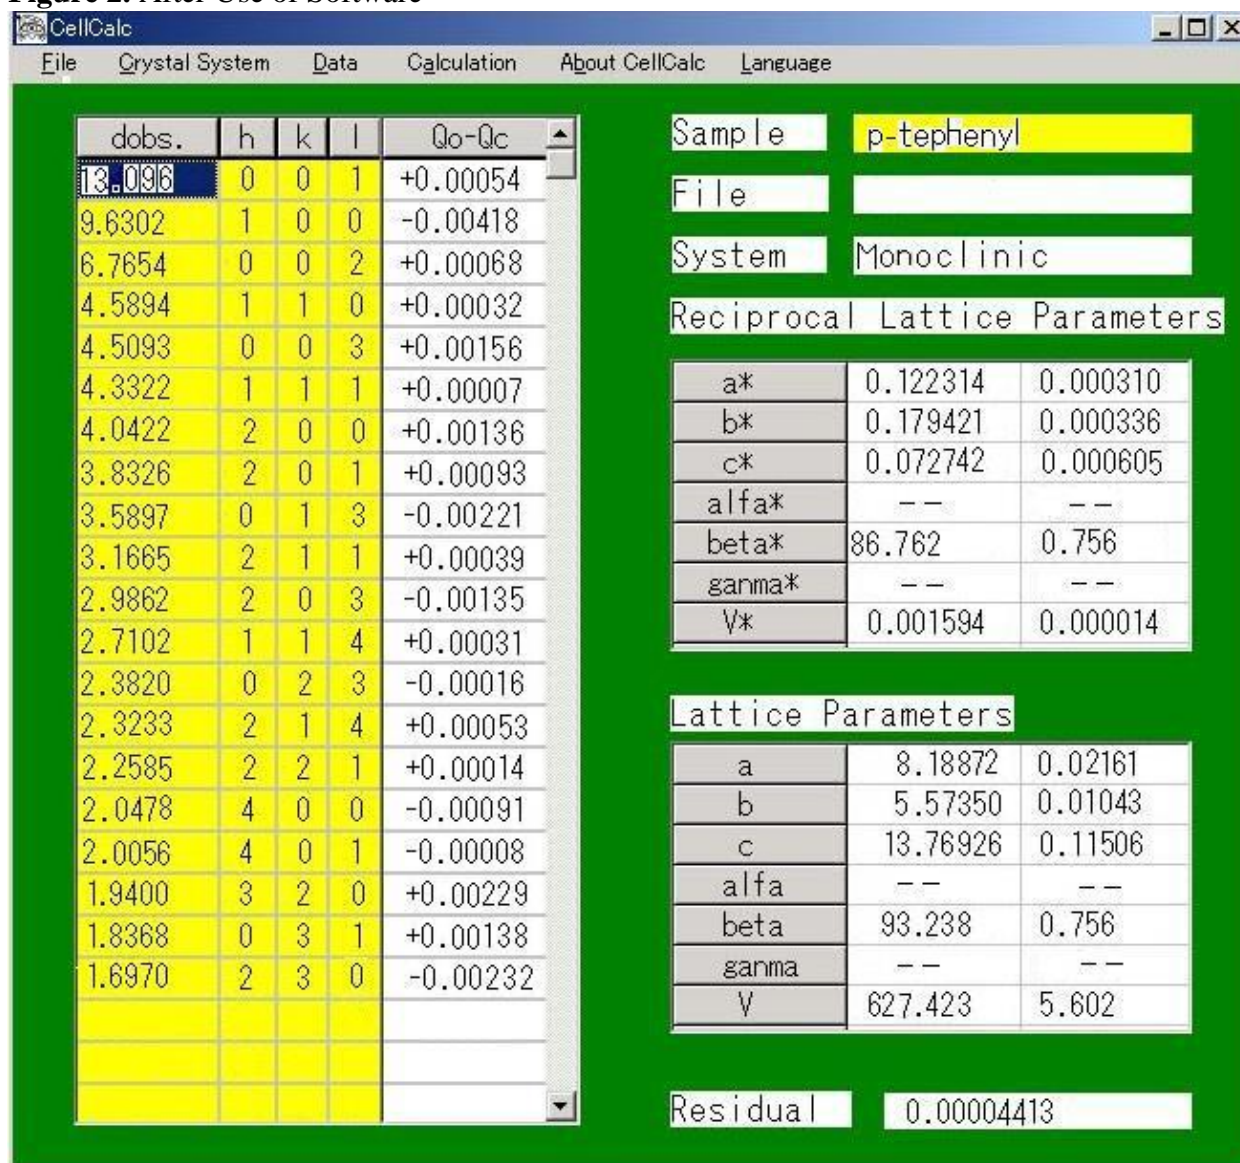 Figure 2. After Use of Software
CellCalc
File Crystal System Data Calculation About CellCalc Language
dobs. h k l Qo-Qc
13.096 0 0 1 +0.00054
9.6302 1 0 0 -0.00418
6.7654 0 0 2 +0.00068
4.5894 1 1 0 +0.00032
4.5093 0 0 3 +0.00156
4.3322 1 1 1 +0.00007
4.0422 2 0 0 +0.00136
3.8326 2 0 1 +0.00093
3.5897 0 1 3 -0.00221
3.1665 2 1 1 +0.00039
2.9862 2 0 3 -0.00135
2.7102 1 1 4 +0.00031
2.3820 0 2 3 -0.00016
2.3233 2 1 4 +0.00053
2.2585 2 2 1 +0.00014
2.0478 4 0 0 -0.00091
2.0056 4 0 1 -0.00008
1.9400 3 2 0 +0.00229
1.8368 0 3 1 +0.00138
1.6970 2 3 0 -0.00232
Sample p-tephenyl
File
System Monoclinic
Reciprocal Lattice Parameters
a* 0.122314 0.000310
b* 0.179421 0.000336
c* 0.072742 0.000605
alfa* -- --
beta* 86.762 0.756
ganma* -- --
V* 0.001594 0.000014
Lattice Parameters
a 8.18872 0.02161
b 5.57350 0.01043
c 13.76926 0.11506
alfa -- --
beta 93.238 0.756
ganma -- --
V 627.423 5.602
Residual 0.00004413